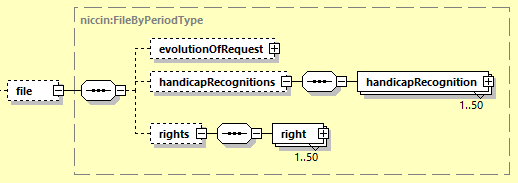 niccin:FileByPeriodType
evolutionOfRequest
file
handicapRecognitions
handicapRecognition
1..50
rights
right
1..50